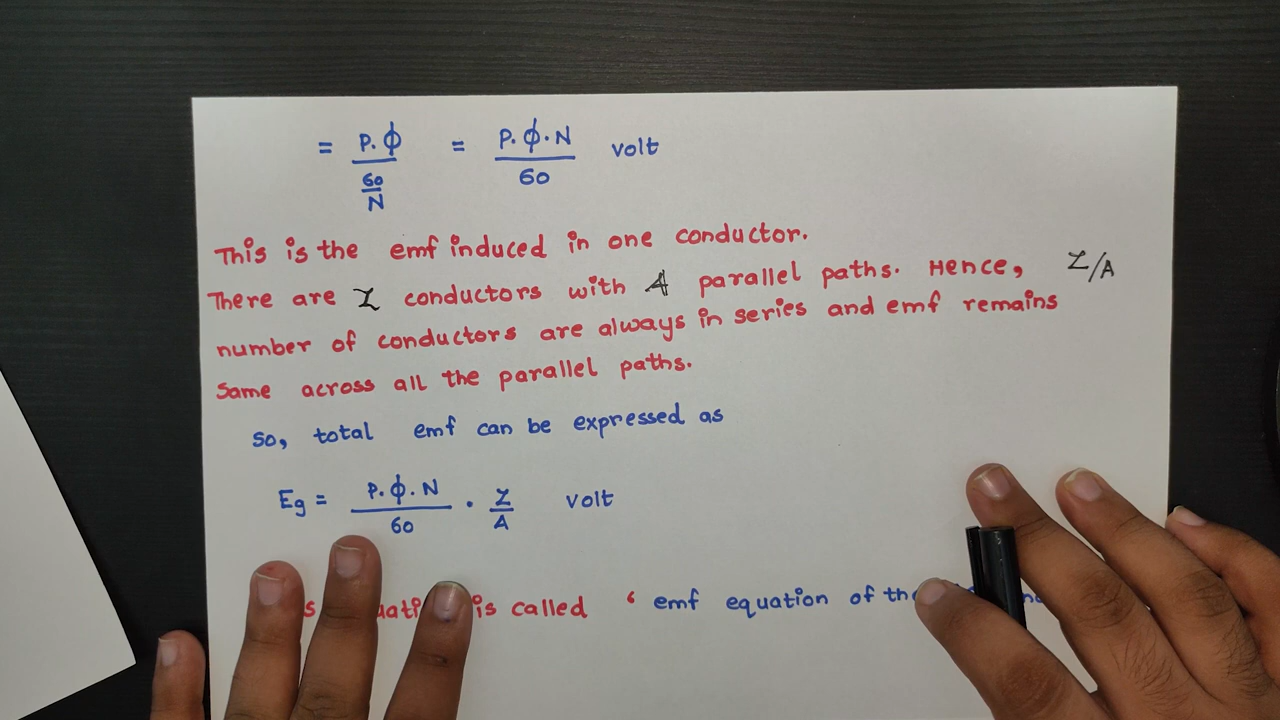 = P.ϕ / 60/N = P.ϕ.N / 60 volt
This is the emf induced in one conductor.
There are Z conductors with A parallel paths. Hence, Z/A
number of conductors are always in series and emf remains
Same across all the parallel paths.
So, total emf can be expressed as
Eg = P.ϕ.N / 60 . Z / A volt
is called ‘ emf equation of the